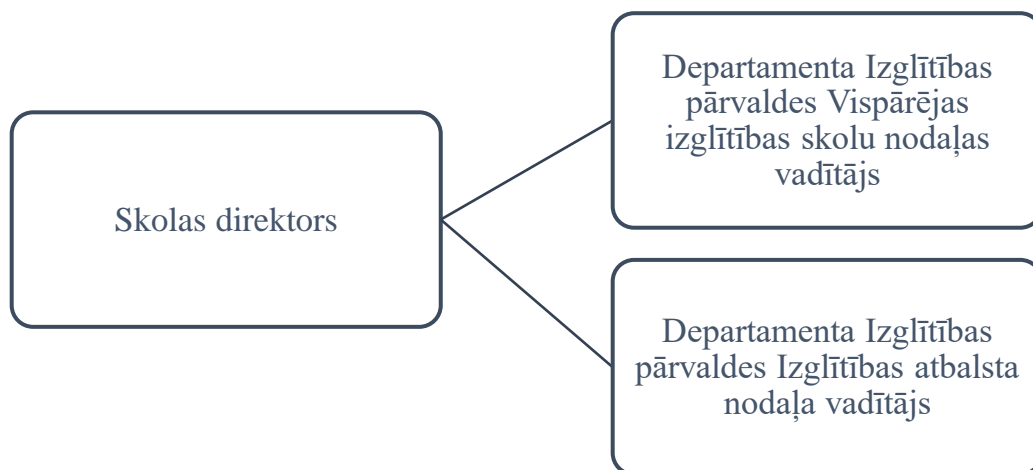 Skolas direktors
Departamenta Izglītības
pārvaldes Vispārējas
izglītības skolu nodaļas
vadītājs
Departamenta Izglītības
pārvaldes Izglītības atbalsta
nodaļa vadītājs